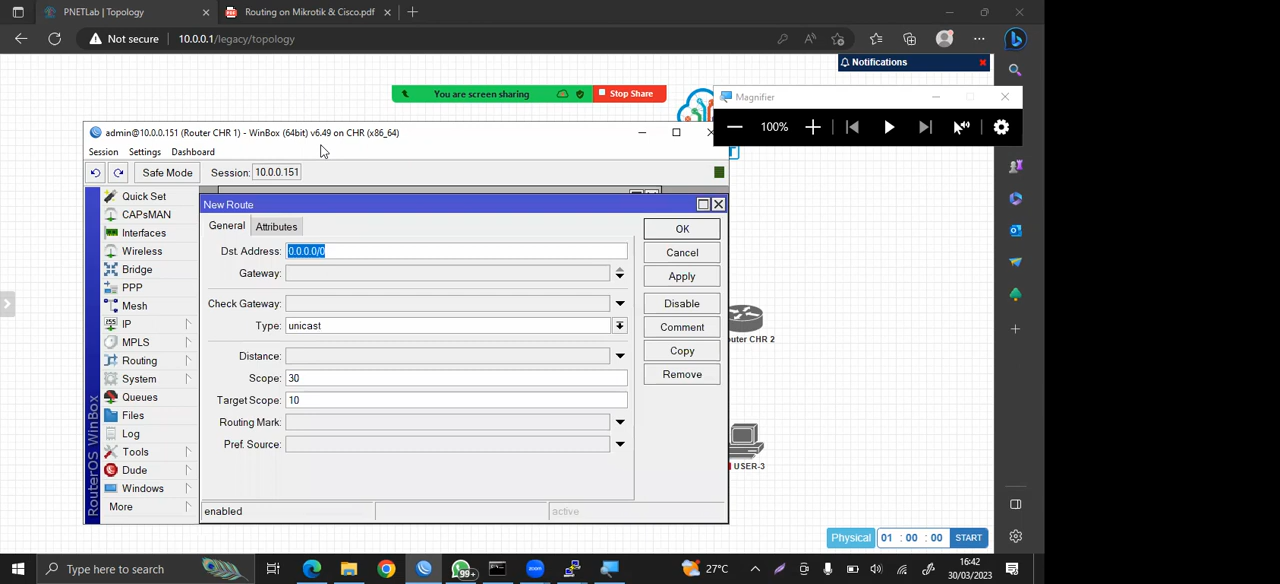 PNETLab | Topology
Routing on Mikrotik & Cisco.pdf
Not secure
10.0.0.1/legacy/topology
Notifications
You are screen sharing
Stop Share
Magnifier
100%
admin@10.0.0.151 (Router CHR 1) - WinBox (64bit) v6.49 on CHR (x86_64)
Session
Settings
Dashboard
Safe Mode
Session:
10.0.0.151
Quick Set
CAPsMAN
Interfaces
Wireless
Bridge
PPP
Mesh
IP
MPLS
Routing
System
Queues
Files
Log
Tools
Dude
Windows
More
RouterOS WinBox
New Route
General
Attributes
Dst. Address:
0.0.0.0/0
Gateway:
Check Gateway:
Type:
unicast
Distance:
Scope:
30
Target Scope:
10
Routing Mark:
Pref. Source:
OK
Cancel
Apply
Disable
Comment
Copy
Remove
enabled
active
uter CHR 2
USER-3
Physical
01 : 00 : 00
START
Type here to search
99+
zoom
27°C
16:42
30/03/2023